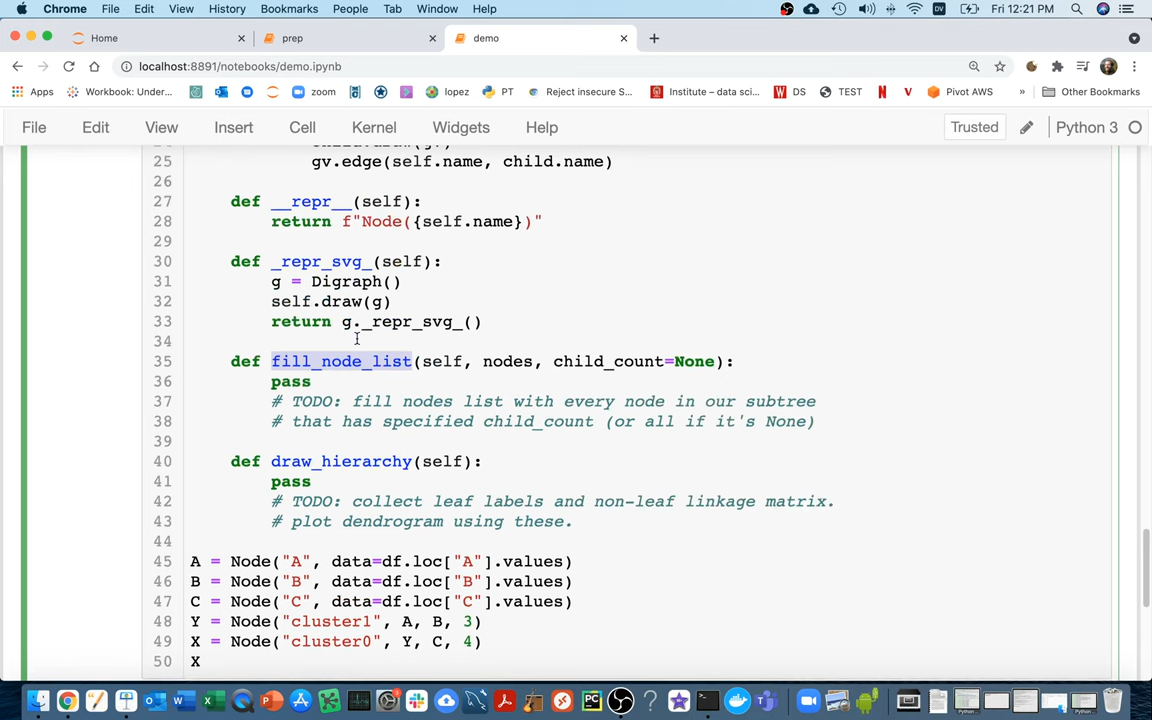 Chrome File Edit View History Bookmarks People Tab Window Help Fri 12:21 PM
Home prep demo
localhost:8891/notebooks/demo.ipynb
Apps Workbook: Under... zoom lopez PT Reject insecure S... Institute – data sci... DS TEST Pivot AWS » Other Bookmarks
File Edit View Insert Cell Kernel Widgets Help Trusted Python 3
25 gv.edge(self.name, child.name)
26
27 def __repr__(self):
28 return f"Node({self.name})"
29
30 def _repr_svg_(self):
31 g = Digraph()
32 self.draw(g)
33 return g._repr_svg_()
34
35 def fill_node_list(self, nodes, child_count=None):
36 pass
37 # TODO: fill nodes list with every node in our subtree
38 # that has specified child_count (or all if it's None)
39
40 def draw_hierarchy(self):
41 pass
42 # TODO: collect leaf labels and non-leaf linkage matrix.
43 # plot dendrogram using these.
44
45 A = Node("A", data=df.loc["A"].values)
46 B = Node("B", data=df.loc["B"].values)
47 C = Node("C", data=df.loc["C"].values)
48 Y = Node("cluster1", A, B, 3)
49 X = Node("cluster0", Y, C, 4)
50 X